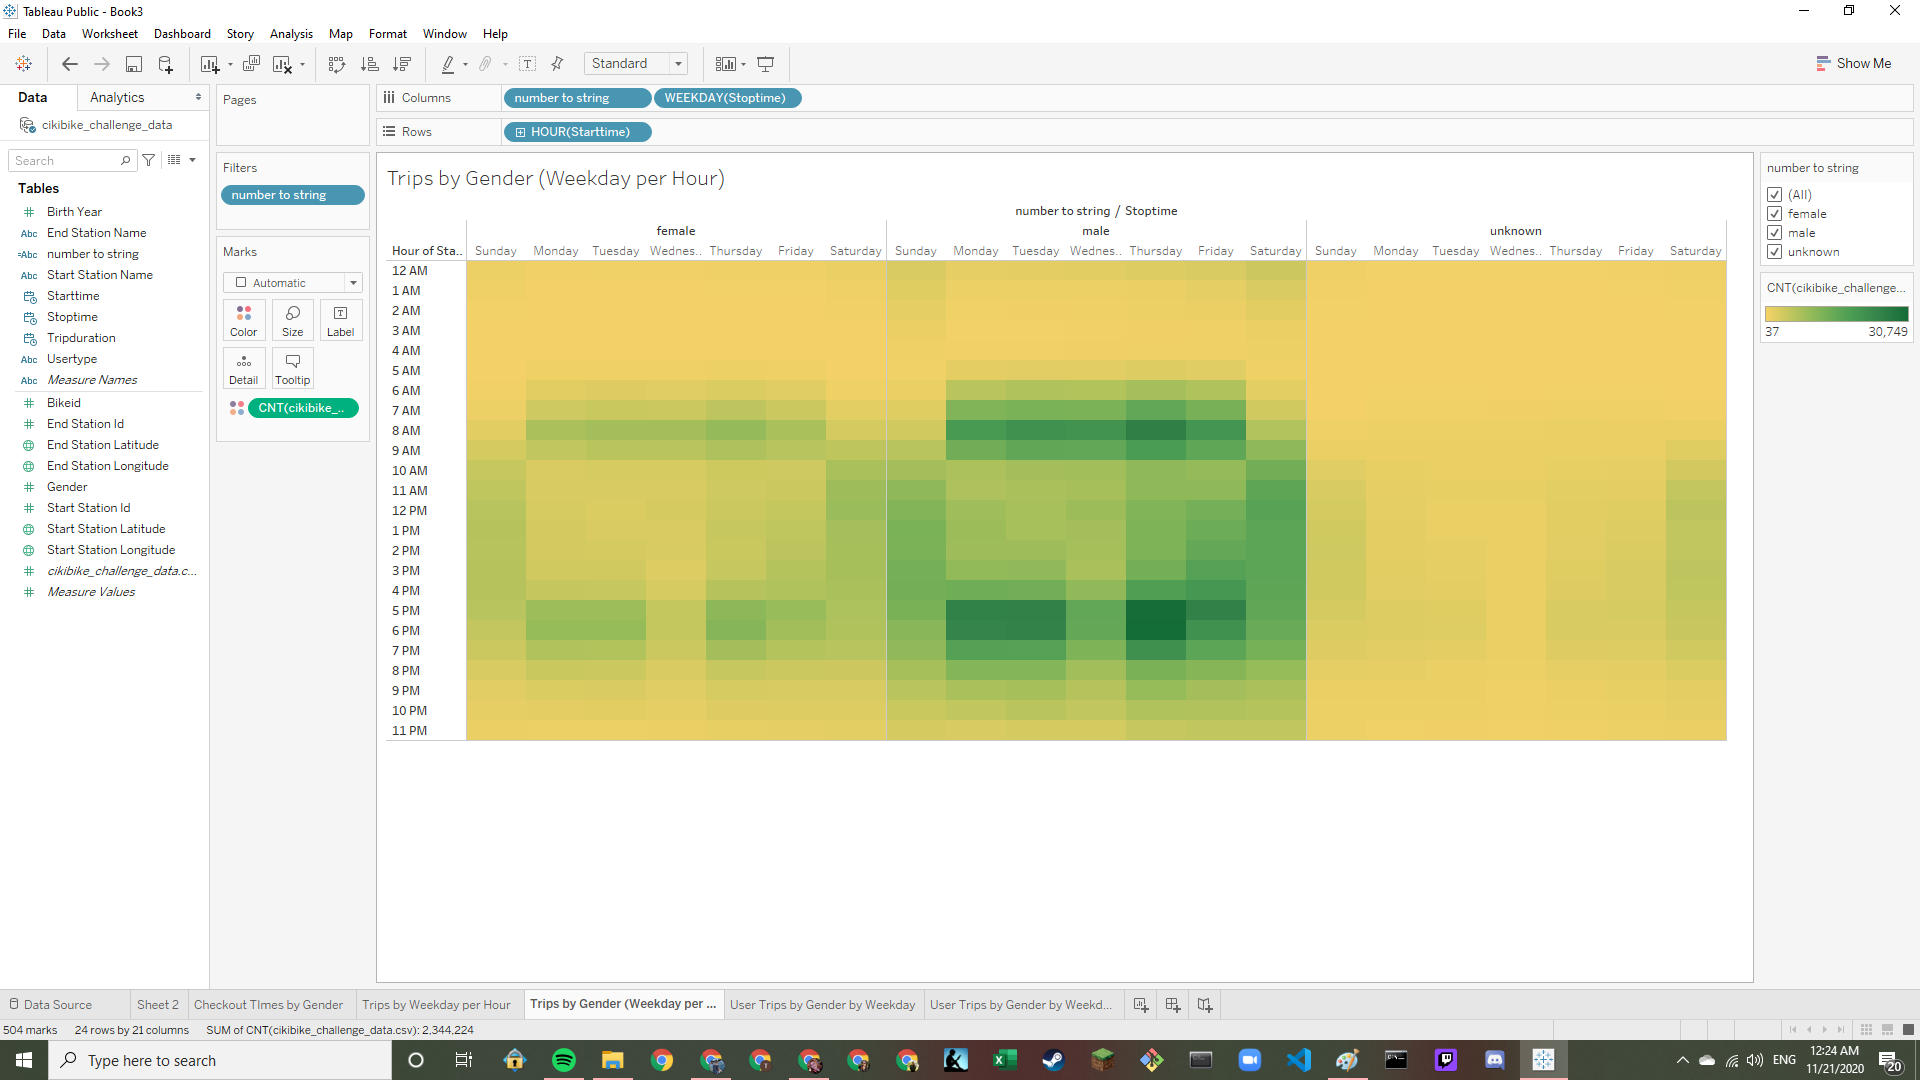 Tableau Public - Book3
File Data Worksheet Dashboard Story Analysis Map Format Window Help
Standard
Show Me
Data Analytics
cikibike_challenge_data
Search
Tables
# Birth Year
Abc End Station Name
=Abc number to string
Abc Start Station Name
Starttime
Stoptime
Tripduration
Abc Usertype
Abc Measure Names
# Bikeid
# End Station Id
End Station Latitude
End Station Longitude
# Gender
# Start Station Id
Start Station Latitude
Start Station Longitude
# cikibike_challenge_data.c...
# Measure Values
Pages
Filters
number to string
Marks
Automatic
Color Size Label
Detail Tooltip
CNT(cikibike_..
Columns number to string WEEKDAY(Stoptime)
Rows HOUR(Starttime)
Trips by Gender (Weekday per Hour)
number to string / Stoptime
female male unknown
Hour of Sta.. Sunday Monday Tuesday Wednes.. Thursday Friday Saturday Sunday Monday Tuesday Wednes.. Thursday Friday Saturday Sunday Monday Tuesday Wednes.. Thursday Friday Saturday
12 AM
1 AM
2 AM
3 AM
4 AM
5 AM
6 AM
7 AM
8 AM
9 AM
10 AM
11 AM
12 PM
1 PM
2 PM
3 PM
4 PM
5 PM
6 PM
7 PM
8 PM
9 PM
10 PM
11 PM
number to string
(All)
female
male
unknown
CNT(cikibike_challenge...
37 30,749
Data Source Sheet 2 Checkout TImes by Gender Trips by Weekday per Hour Trips by Gender (Weekday per ... User Trips by Gender by Weekday User Trips by Gender by Weekd...
504 marks 24 rows by 21 columns SUM of CNT(cikibike_challenge_data.csv): 2,344,224
Type here to search
ENG
12:24 AM
11/21/2020
20